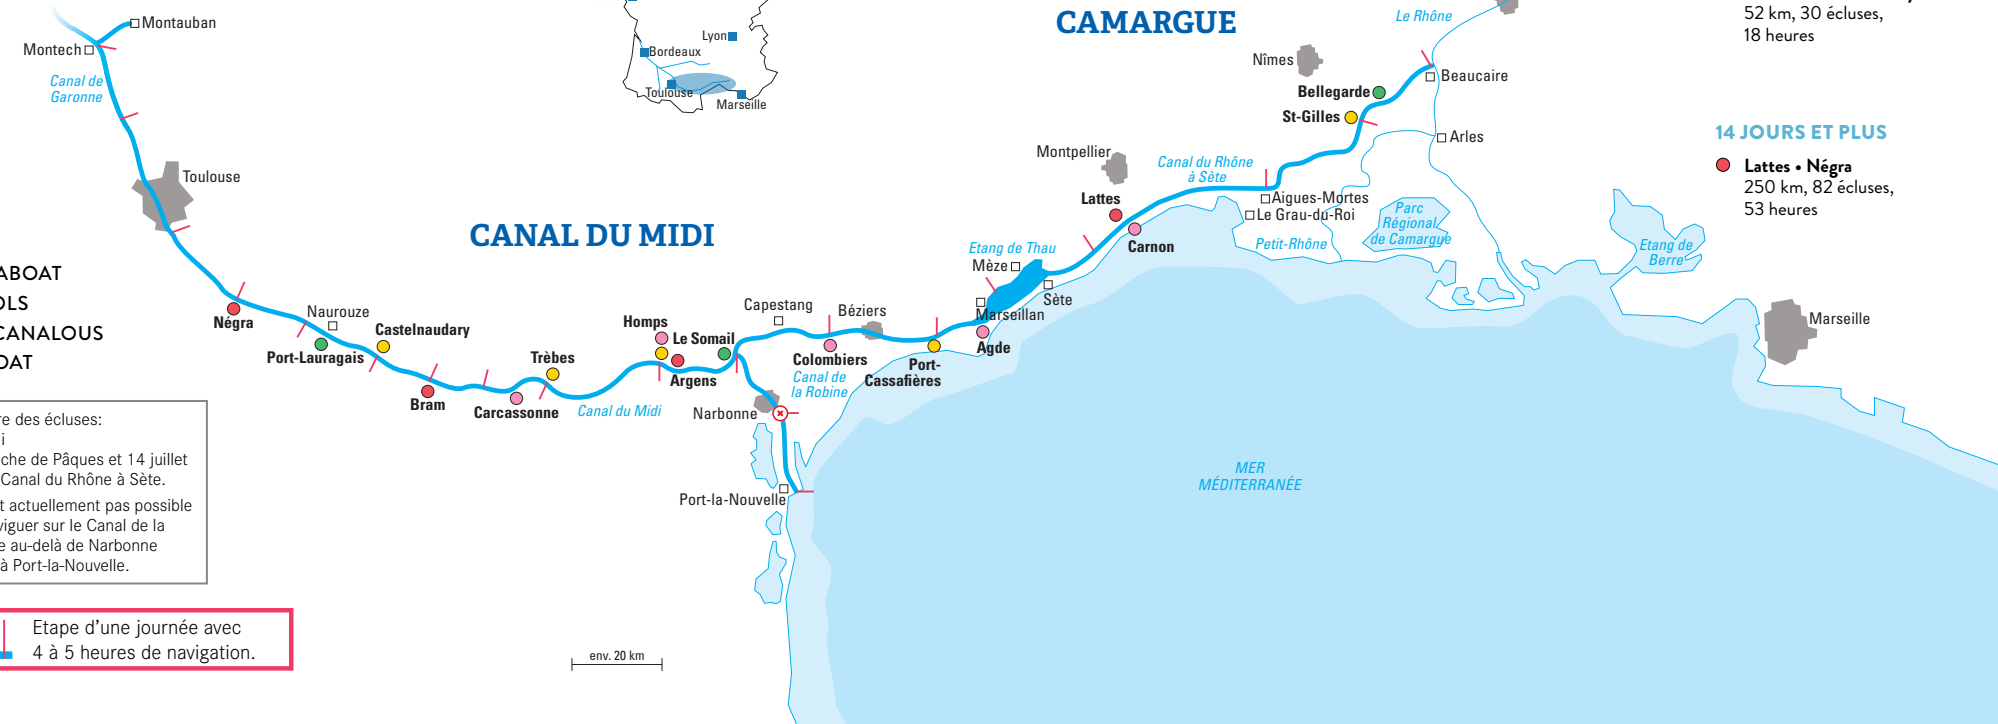 Montauban
Montech
Canal de
Garonne
Toulouse
Lyon
Bordeaux
Toulouse
Marseille
CAMARGUE
Le Rhône
Nîmes
Beaucaire
Bellegarde
St-Gilles
Arles
Montpellier
Canal du Rhône
à Sète
Lattes
Aigues-Mortes
Le Grau-du-Roi
Parc
Régional
de Camargue
Petit-Rhône
Carnon
Etang de Thau
Mèze
Sète
Marseillan
Agde
Etang de
Berre
Marseille
CANAL DU MIDI
Négra
Naurouze
Port-Lauragais
Castelnaudary
Bram
Carcassonne
Trèbes
Canal du Midi
Homps
Argens
Le Somail
Capestang
Béziers
Colombiers
Canal de
la Robine
Port-
Cassafières
Narbonne
Port-la-Nouvelle
MER
MÉDITERRANÉE
env. 20 km
52 km, 30 écluses,
18 heures
14 JOURS ET PLUS
Lattes • Négra
250 km, 82 écluses,
53 heures
ABOAT
OLS
CANALOUS
OAT
re des écluses:
i
che de Pâques et 14 juillet
Canal du Rhône à Sète.
t actuellement pas possible
viguer sur le Canal de la
e au-delà de Narbonne
à Port-la-Nouvelle.
Etape d'une journée avec
4 à 5 heures de navigation.